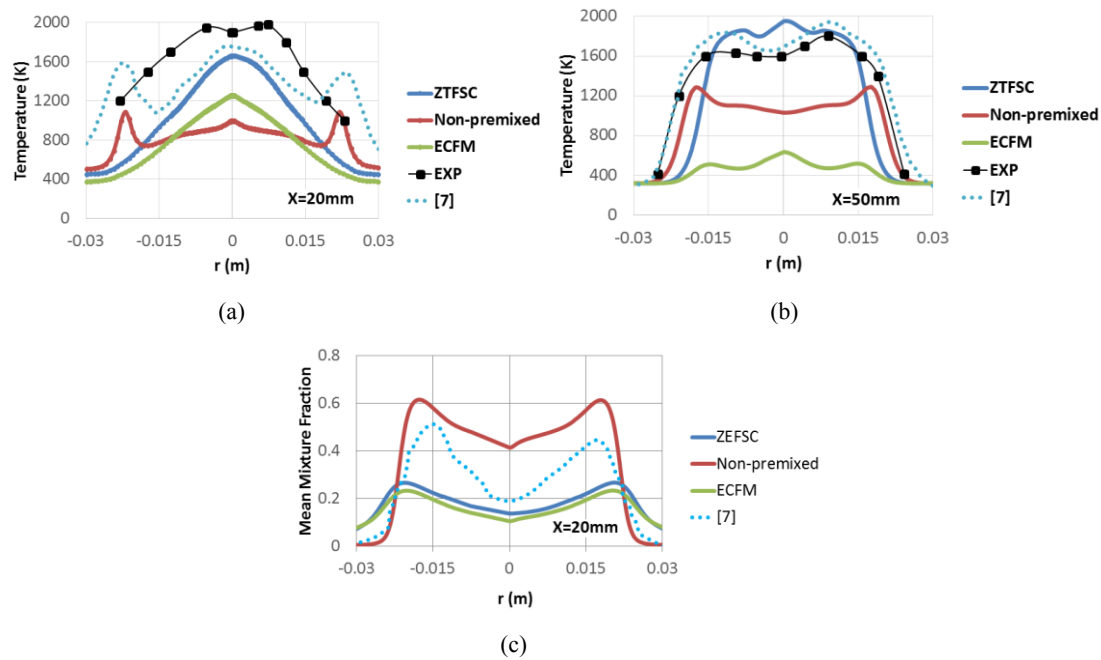 2000
1600
1200
800
400
0
Temperature (K)
-0.03 -0.015 0 0.015 0.03
r (m)
X=20mm
ZTFSC
Non-premixed
ECFM
EXP
[7]
(a)
2000
1600
1200
800
400
0
Temperature (K)
-0.03 -0.015 0 0.015 0.03
r (m)
X=50mm
ZTFSC
Non-premixed
ECFM
EXP
[7]
(b)
0.8
0.6
0.4
0.2
0
Mean Mixture Fraction
-0.03 -0.015 0 0.015 0.03
r (m)
X=20mm
ZEFSC
Non-premixed
ECFM
[7]
(c)